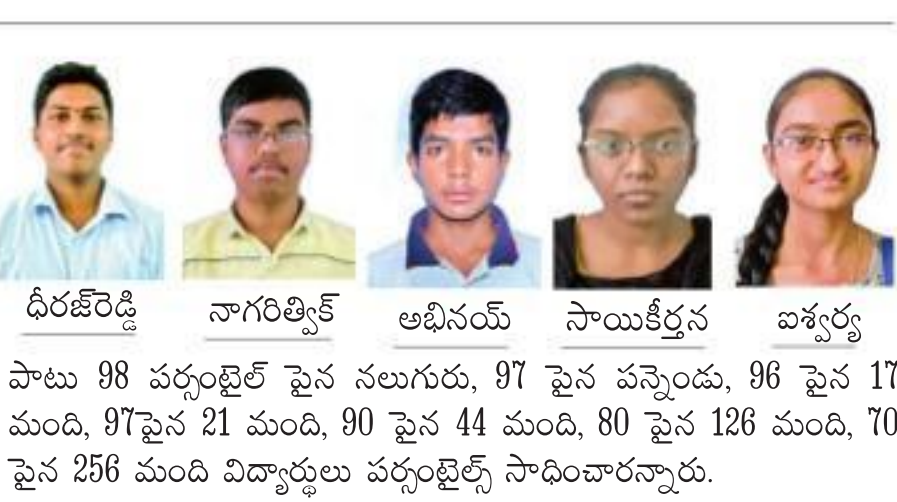 ధీరజ్‌రెడ్డి నాగరిత్విక్ అభినయ్ సాయికీర్తన ఐశ్వర్య
పాటు 98 పర్సంటైల్ పైన నలుగురు, 97 పైన పన్నెండు, 96 పైన 17
మంది, 97పైన 21 మంది, 90 పైన 44 మంది, 80 పైన 126 మంది, 70
పైన 256 మంది విద్యార్థులు పర్సంటైల్స్ సాధించారన్నారు.